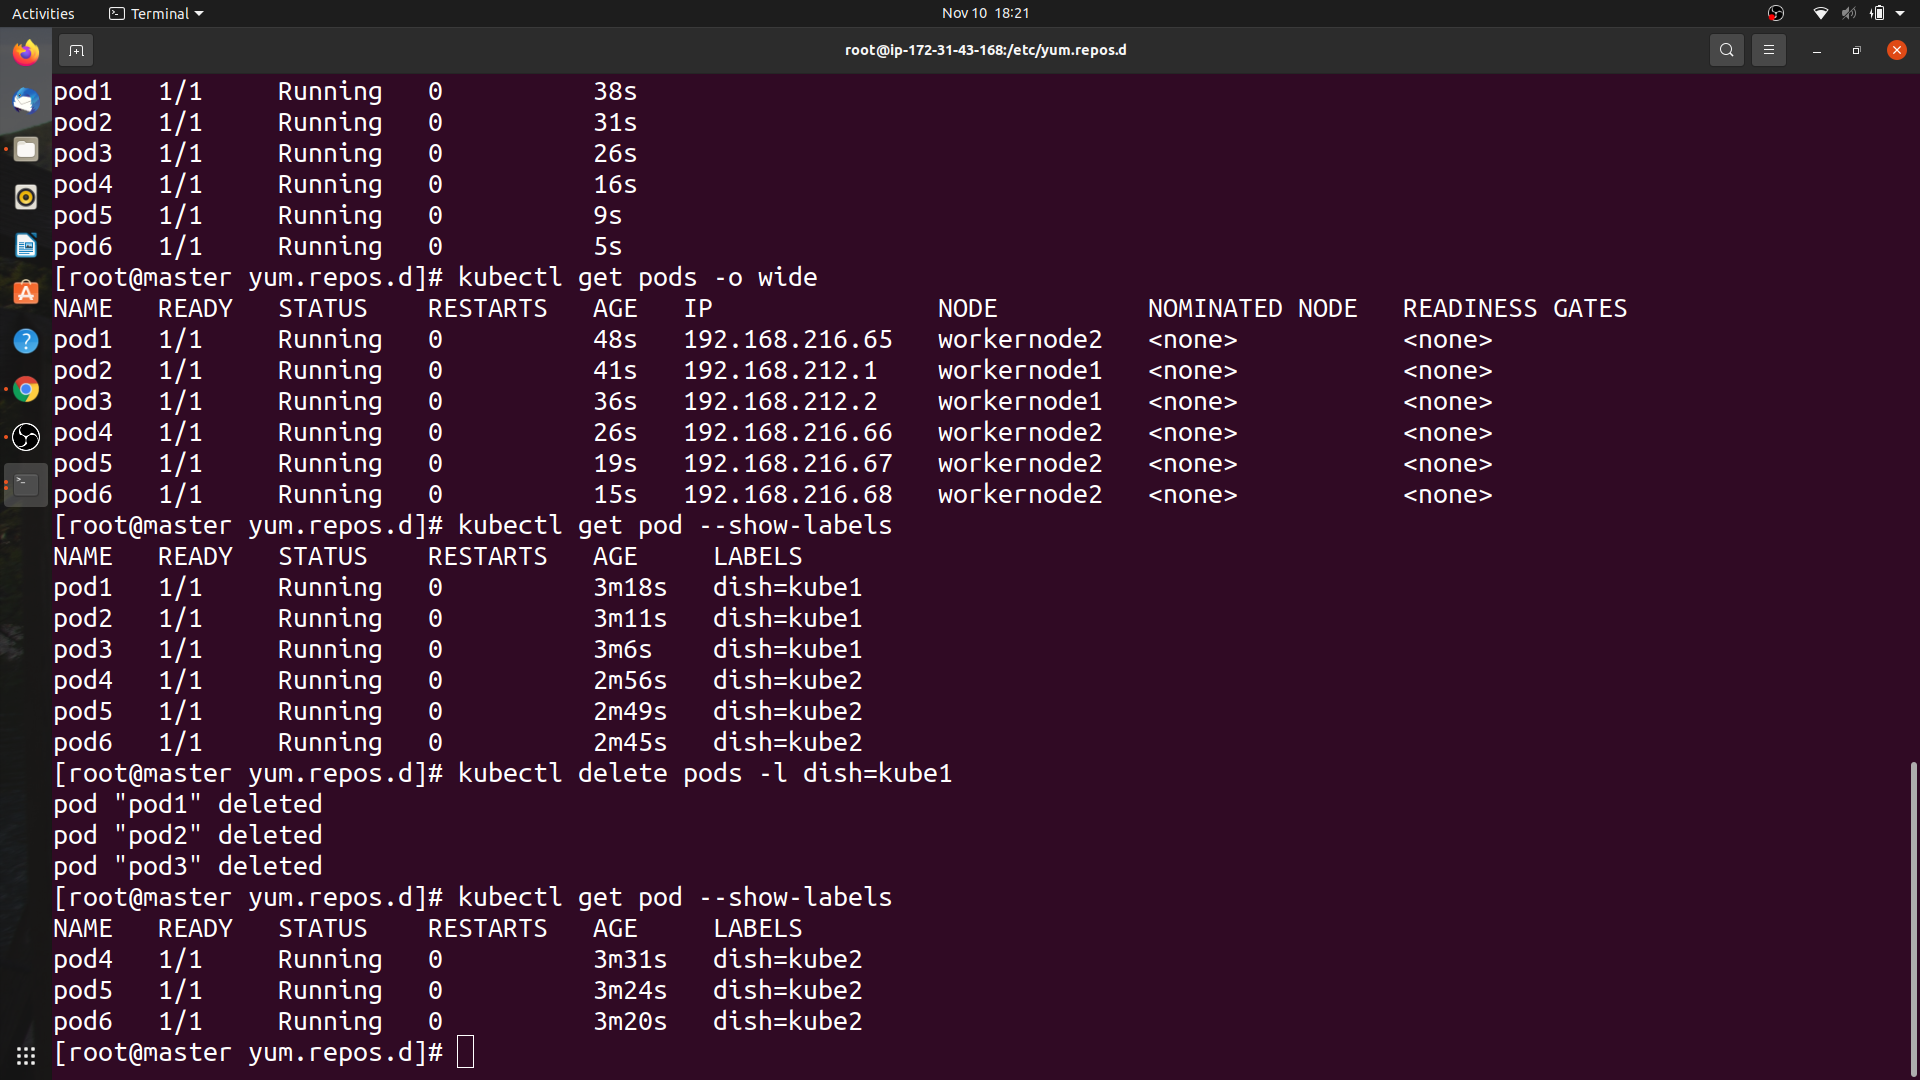 Activities Terminal Nov 10 18:21
root@ip-172-31-43-168:/etc/yum.repos.d
pod1 1/1 Running 0 38s
pod2 1/1 Running 0 31s
pod3 1/1 Running 0 26s
pod4 1/1 Running 0 16s
pod5 1/1 Running 0 9s
pod6 1/1 Running 0 5s
[root@master yum.repos.d]# kubectl get pods -o wide
NAME READY STATUS RESTARTS AGE IP NODE NOMINATED NODE READINESS GATES
pod1 1/1 Running 0 48s 192.168.216.65 workernode2 <none> <none>
pod2 1/1 Running 0 41s 192.168.212.1 workernode1 <none> <none>
pod3 1/1 Running 0 36s 192.168.212.2 workernode1 <none> <none>
pod4 1/1 Running 0 26s 192.168.216.66 workernode2 <none> <none>
pod5 1/1 Running 0 19s 192.168.216.67 workernode2 <none> <none>
pod6 1/1 Running 0 15s 192.168.216.68 workernode2 <none> <none>
[root@master yum.repos.d]# kubectl get pod --show-labels
NAME READY STATUS RESTARTS AGE LABELS
pod1 1/1 Running 0 3m18s dish=kube1
pod2 1/1 Running 0 3m11s dish=kube1
pod3 1/1 Running 0 3m6s dish=kube1
pod4 1/1 Running 0 2m56s dish=kube2
pod5 1/1 Running 0 2m49s dish=kube2
pod6 1/1 Running 0 2m45s dish=kube2
[root@master yum.repos.d]# kubectl delete pods -l dish=kube1
pod "pod1" deleted
pod "pod2" deleted
pod "pod3" deleted
[root@master yum.repos.d]# kubectl get pod --show-labels
NAME READY STATUS RESTARTS AGE LABELS
pod4 1/1 Running 0 3m31s dish=kube2
pod5 1/1 Running 0 3m24s dish=kube2
pod6 1/1 Running 0 3m20s dish=kube2
[root@master yum.repos.d]#